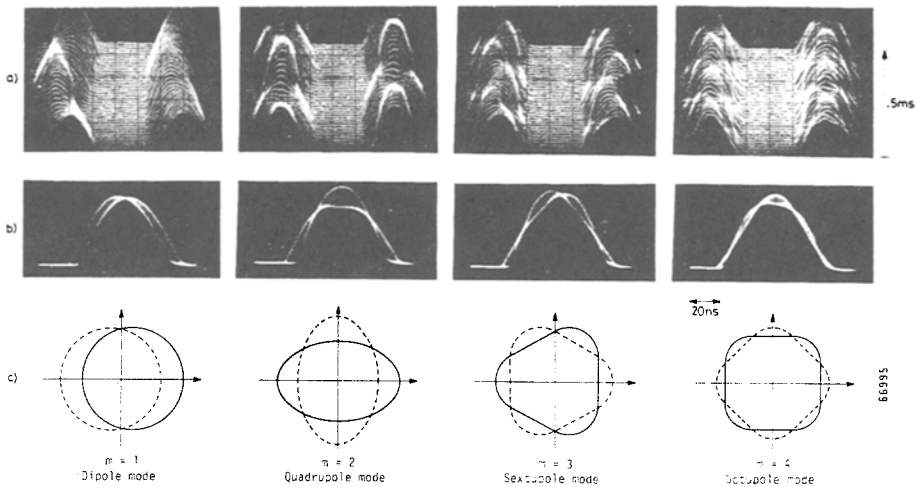 a)
.5ms
b)
20ns
c)
66995
m = 1
Dipole mode
m = 2
Quadrupole mode
m = 3
Sextupole mode
m = 4
Octupole mode